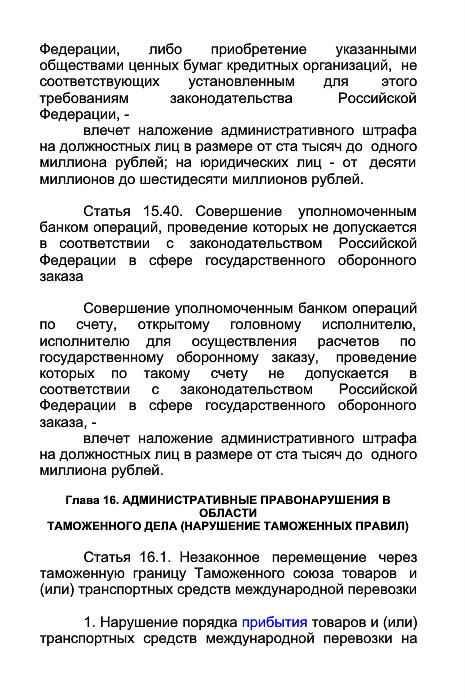 Федерации, либо приобретение указанными
обществами ценных бумаг кредитных организаций, не
соответствующих установленным для этого
требованиям законодательства Российской
Федерации, -
влечет наложение административного штрафа
на должностных лиц в размере от ста тысяч до одного
миллиона рублей; на юридических лиц - от десяти
миллионов до шестидесяти миллионов рублей.
Статья 15.40. Совершение уполномоченным
банком операций, проведение которых не допускается
в соответствии с законодательством Российской
Федерации в сфере государственного оборонного
заказа
Совершение уполномоченным банком операций
по счету, открытому головному исполнителю,
исполнителю для осуществления расчетов по
государственному оборонному заказу, проведение
которых по такому счету не допускается в
соответствии с законодательством Российской
Федерации в сфере государственного оборонного
заказа, -
влечет наложение административного штрафа
на должностных лиц в размере от ста тысяч до одного
миллиона рублей.
Глава 16. АДМИНИСТРАТИВНЫЕ ПРАВОНАРУШЕНИЯ В
ОБЛАСТИ
ТАМОЖЕННОГО ДЕЛА (НАРУШЕНИЕ ТАМОЖЕННЫХ ПРАВИЛ)
Статья 16.1. Незаконное перемещение через
таможенную границу Таможенного союза товаров и
(или) транспортных средств международной перевозки
1. Нарушение порядка прибытия товаров и (или)
транспортных средств международной перевозки на